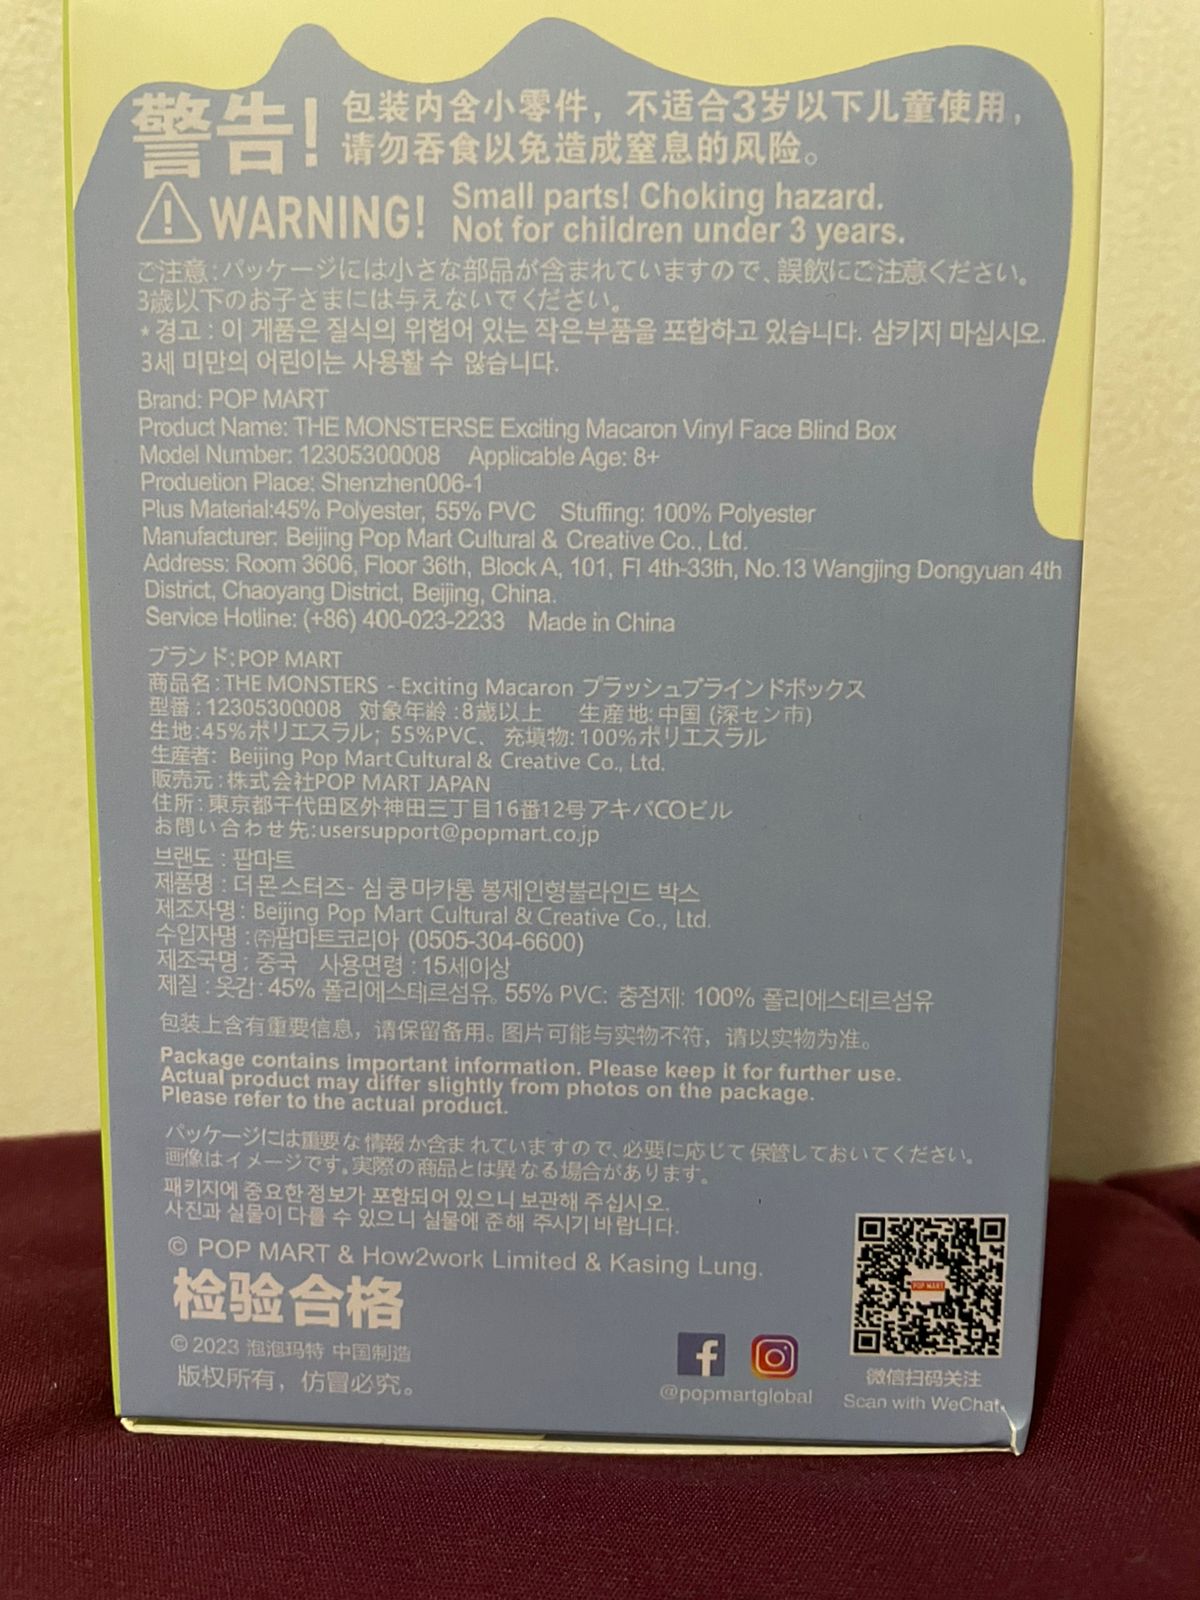 警告!
包装内含小零件，不适合3岁以下儿童使用，
请勿吞食以免造成窒息的风险。
WARNING!
Small parts! Choking hazard.
Not for children under 3 years.
ご注意:パッケージには小さな部品が含まれていますので、誤飲にご注意ください。
3歳以下のお子さまには与えないでください。
* 경고 : 이 게품은 질식의 위험어 있는 작은부품을 포합하고 있습니다. 삼키지 마십시오.
3세 미만의 어린이는 사용활 수 않습니다.
Brand: POP MART
Product Name: THE MONSTERSE Exciting Macaron Vinyl Face Blind Box
Model Number: 12305300008 Applicable Age: 8+
Produetion Place: Shenzhen006-1
Plus Material:45% Polyester, 55% PVC Stuffing: 100% Polyester
Manufacturer: Beijing Pop Mart Cultural & Creative Co., Ltd.
Address: Room 3606, Floor 36th, Block A, 101, Fl 4th-33th, No.13 Wangjing Dongyuan 4th
District, Chaoyang District, Beijing, China.
Service Hotline: (+86) 400-023-2233 Made in China
ブランド:POP MART
商品名:THE MONSTERS - Exciting Macaron プラッシュブラインドボックス
型番:12305300008 対象年齢:8歳以上 生産地:中国 (深セン市)
生地:45%ポリエスラル; 55%PVC、充填物:100%ポリエスラル
生産者: Beijing Pop Mart Cultural & Creative Co., Ltd.
販売元:株式会社POP MART JAPAN
住所:東京都千代田区外神田三丁目16番12号アキバCOビル
お問い合わせ先:usersupport@popmart.co.jp
브랜도 : 팝마트
제품명 : 더 몬 스터즈- 심 쿵 마카롱 봉제인형불라인드 박스
제조자명 : Beijing Pop Mart Cultural & Creative Co., Ltd.
수입자명 : ㈜팝마트코리아 (0505-304-6600)
제조국명 : 중국 사용면령 : 15세이상
제질 : 옷감: 45% 폴리에스테르섬유。55% PVC: 충점재: 100% 폴리에스테르섬유
包装上含有重要信息，请保留备用。图片可能与实物不符，请以实物为准。
Package contains important information. Please keep it for further use.
Actual product may differ slightly from photos on the package.
Please refer to the actual product.
パッケージには重要な情報か含まれていますので、必要に応じて保管しておいてください。
画像はイメージです。実際の商品とは異なる場合があります。
패키지에 중요한 정보가 포함되어 있으니 보관해 주십시오.
사진과 실물이 다를 수 있으니 실물에 준해 주시기 바랍니다.
© POP MART & How2work Limited & Kasing Lung.
检验合格
© 2023 泡泡玛特 中国制造
版权所有，仿冒必究。
@popmartglobal
POP MART
微信扫码关注
Scan with WeChat